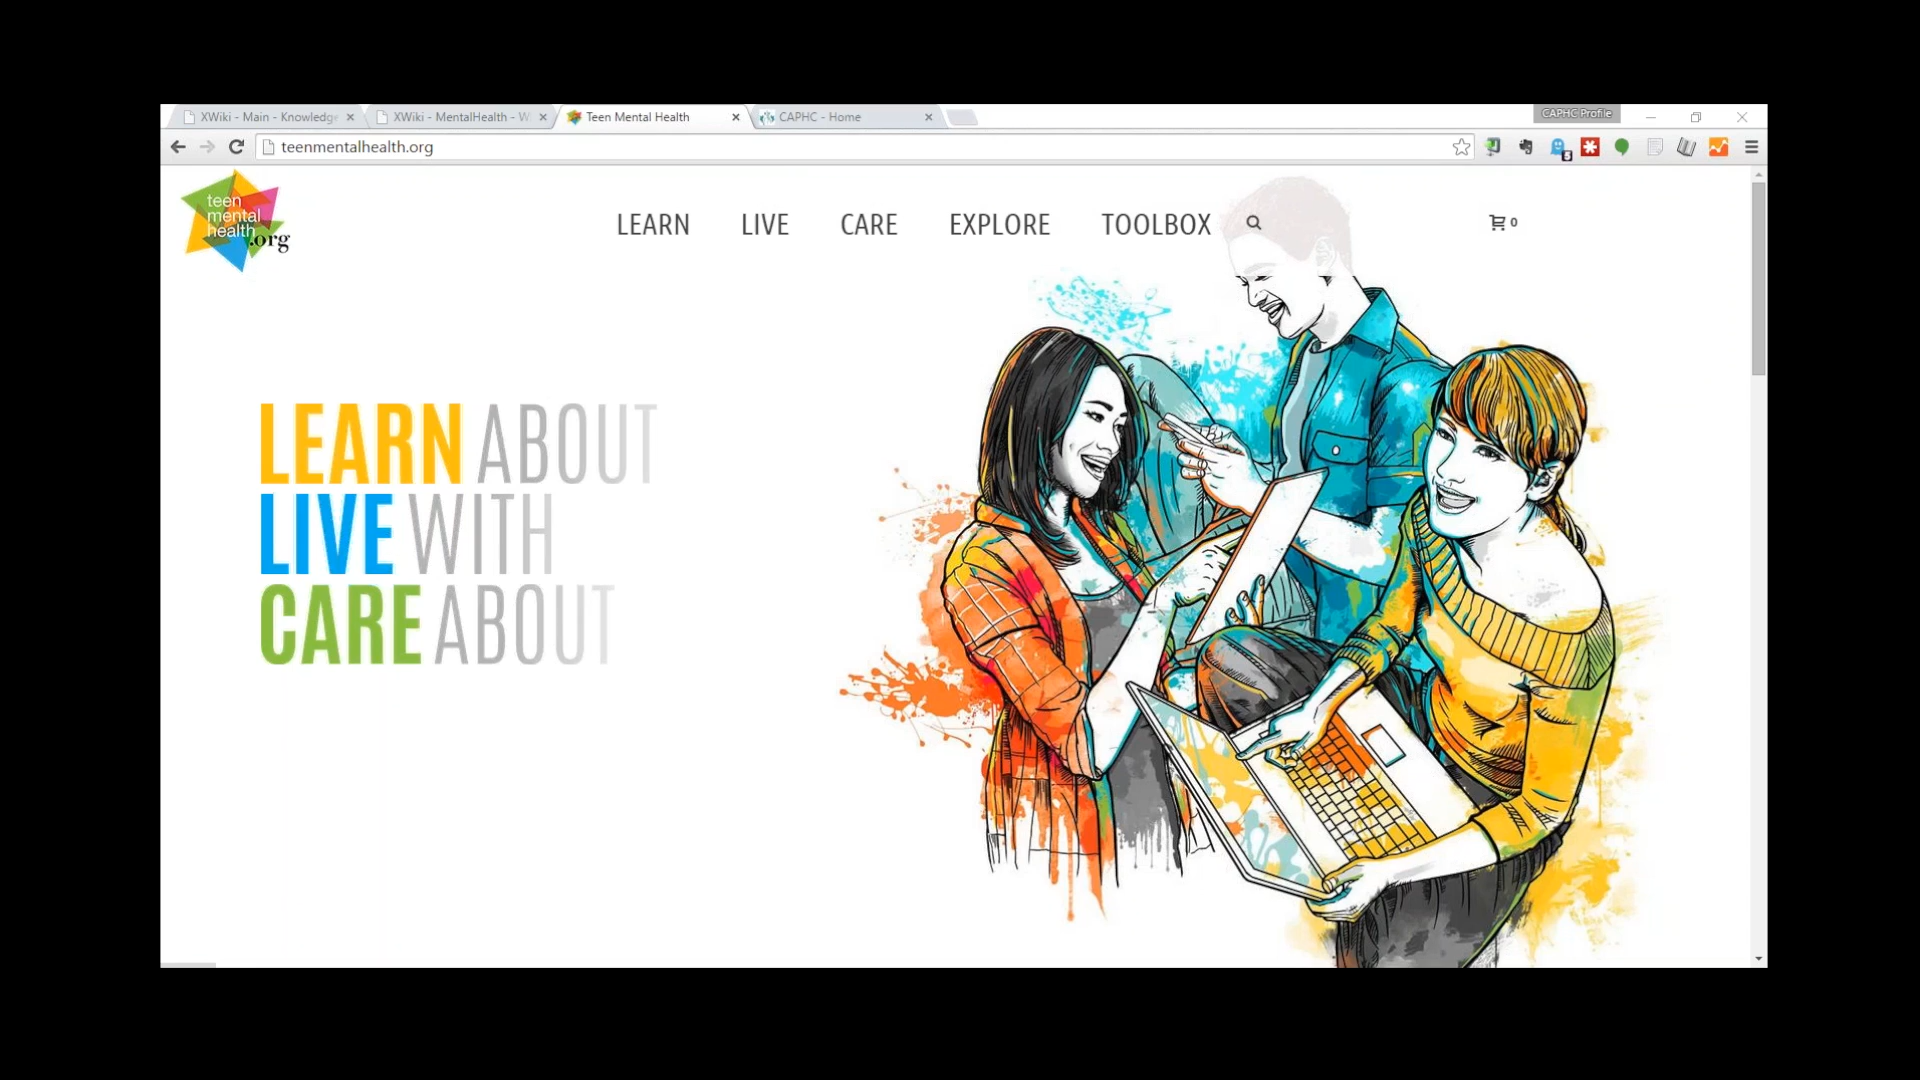 XWiki - Main - Knowledge
XWiki - MentalHealth - W
Teen Mental Health
CAPHC - Home
CAPHC Profile
teenmentalhealth.org
5
teen
mental
health
.org
LEARN
LIVE
CARE
EXPLORE
TOOLBOX
0
LEARN ABOUT
LIVE WITH
CARE ABOUT